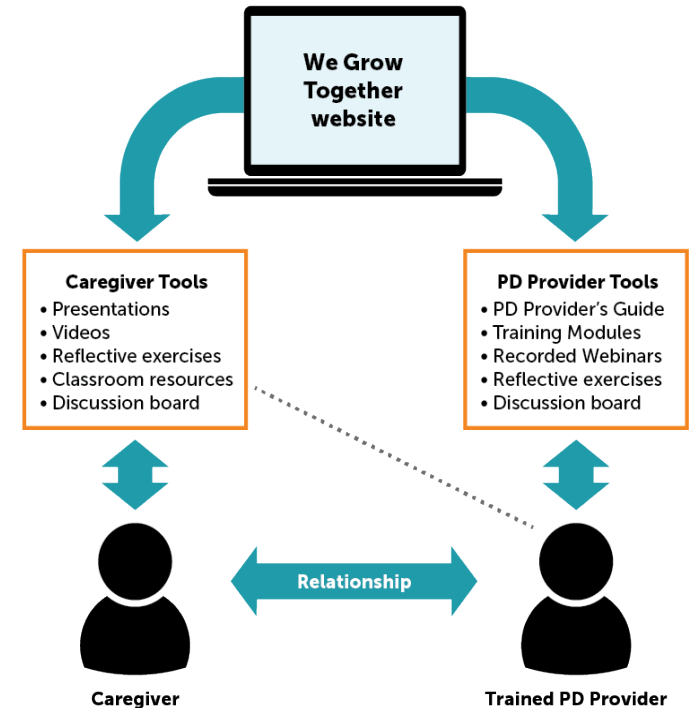 We Grow
Together
website
Caregiver Tools
• Presentations
• Videos
• Reflective exercises
• Classroom resources
• Discussion board
PD Provider Tools
• PD Provider’s Guide
• Training Modules
• Recorded Webinars
• Reflective exercises
• Discussion board
Relationship
Caregiver
Trained PD Provider